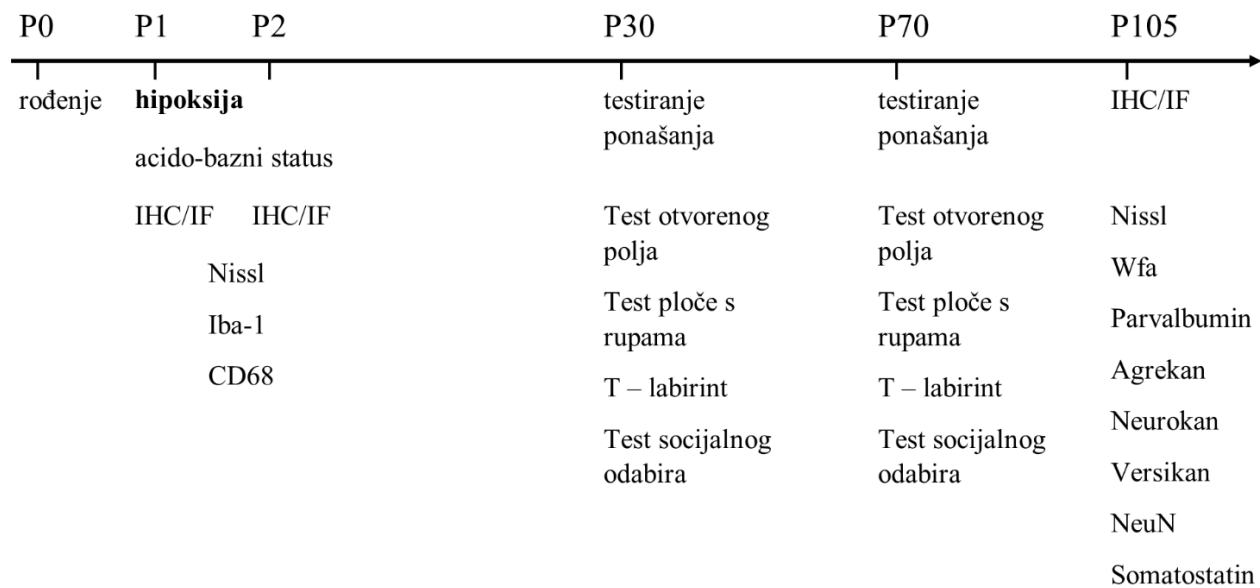 P0 P1 P2 P30 P70 P105
rođenje hipoksija testiranje testiranje IHC/IF
ponašanja ponašanja
acido-bazni status
IHC/IF IHC/IF Test otvorenog Test otvorenog Nissl
polja polja
Nissl Wfa
Iba-1 Test ploče s Test ploče s Parvalbumin
rupama rupama
CD68 T – labirint T – labirint Agrekan
Test socijalnog Test socijalnog Neurokan
odabira odabira Versikan
NeuN
Somatostatin